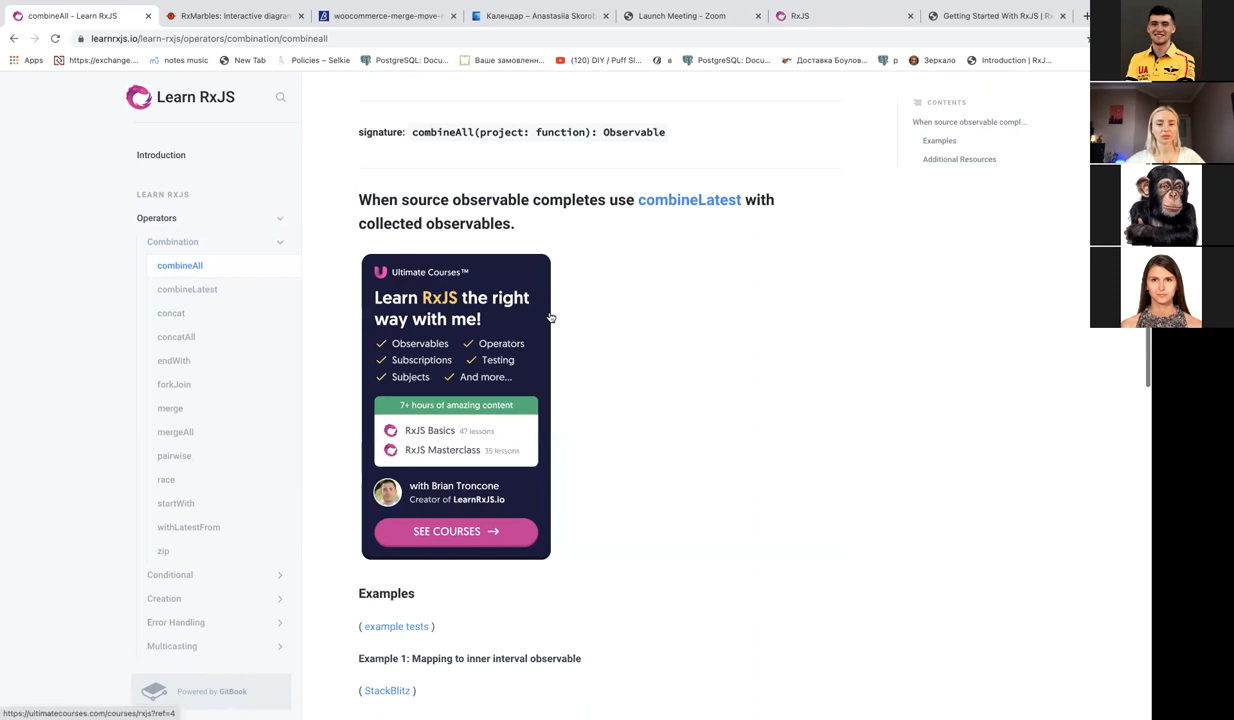 combineAll - Learn RxJS
RxMarbles: Interactive diagram
woocommerce-merge-move-
Календар – Anastasiia Skorob
Launch Meeting - Zoom
RxJS
Getting Started With RxJS | R
learnrxjs.io/learn-rxjs/operators/combination/combineall
Apps
https://exchange....
notes music
New Tab
Policies – Selkie
PostgreSQL: Docu...
Ваше замовленн...
(120) DIY / Puff Sl...
в
PostgreSQL: Docu...
Доставка Боулов...
р
Зеркало
Introduction | RxJ...
Learn RxJS
Introduction
LEARN RXJS
Operators
Combination
combineAll
combineLatest
concat
concatAll
endWith
forkJoin
merge
mergeAll
pairwise
race
startWith
withLatestFrom
zip
Conditional
Creation
Error Handling
Multicasting
Powered by GitBook
https://ultimatecourses.com/courses/rxjs?ref=4
signature: combineAll(project: function): Observable
When source observable completes use combineLatest with
collected observables.
Ultimate Courses™
Learn RxJS the right
way with me!
Observables Operators
Subscriptions Testing
Subjects And more...
7+ hours of amazing content
RxJS Basics 47 lessons
RxJS Masterclass 35 lessons
with Brian Troncone
Creator of LearnRxJS.io
SEE COURSES →
Examples
( example tests )
Example 1: Mapping to inner interval observable
( StackBlitz )
CONTENTS
When source observable compl...
Examples
Additional Resources
UA